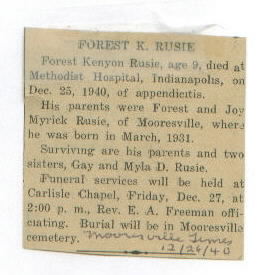 FOREST K. RUSIE
Forest Kenyon Rusie, age 9, died at
Methodist Hospital, Indianapolis, on
Dec. 25, 1940, of appendicitis.
His parents were Forest and Joy
Myrick Rusie, of Mooresville, where
he was born in March, 1931.
Surviving are his parents and two
sisters, Gay and Myla D. Rusie.
Funeral services will be held at
Carlisle Chapel, Friday, Dec. 27, at
2:00 p. m., Rev. E. A. Freeman offi-
ciating. Burial will be in Mooresville
cemetery. Mooresville Times
12/26/40